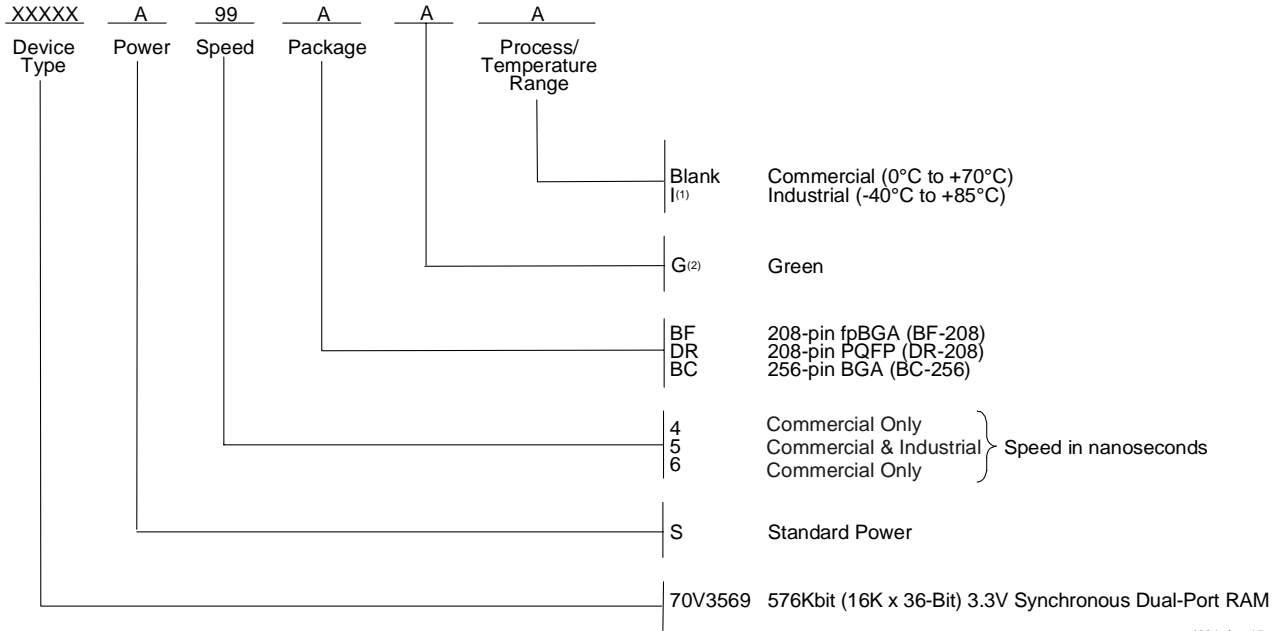 XXXXX A 99 A A A
Device Type
Power
Speed
Package
Process/
Temperature
Range
Blank Commercial (0°C to +70°C)
I(1) Industrial (-40°C to +85°C)
G(2) Green
BF 208-pin fpBGA (BF-208)
DR 208-pin PQFP (DR-208)
BC 256-pin BGA (BC-256)
4 Commercial Only
5 Commercial & Industrial
6 Commercial Only
Speed in nanoseconds
S Standard Power
70V3569 576Kbit (16K x 36-Bit) 3.3V Synchronous Dual-Port RAM